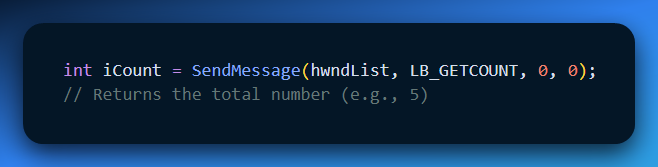 int iCount = SendMessage(hwndList, LB_GETCOUNT, 0, 0);
// Returns the total number (e.g., 5)